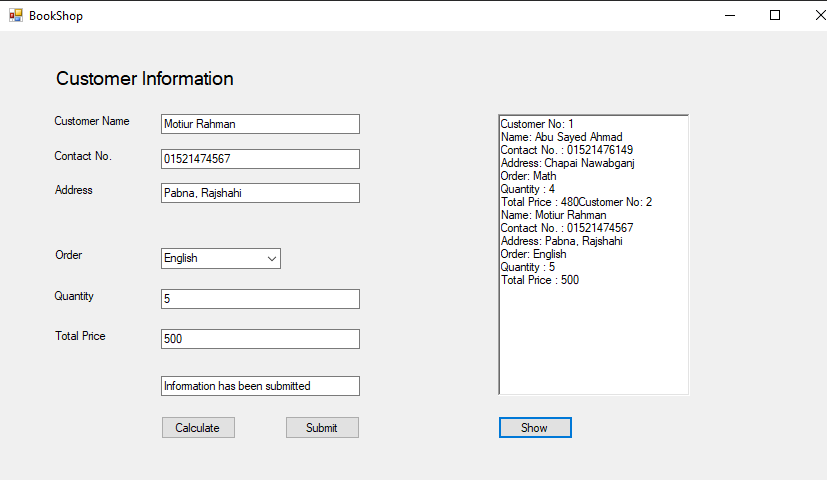 BookShop
Customer Information
Customer Name
Motiur Rahman
Contact No.
01521474567
Address
Pabna, Rajshahi
Order
English
Quantity
5
Total Price
500
Information has been submitted
Calculate
Submit
Customer No: 1
Name: Abu Sayed Ahmad
Contact No. : 01521476149
Address: Chapai Nawabganj
Order: Math
Quantity : 4
Total Price : 480Customer No: 2
Name: Motiur Rahman
Contact No. : 01521474567
Address: Pabna, Rajshahi
Order: English
Quantity : 5
Total Price : 500
Show